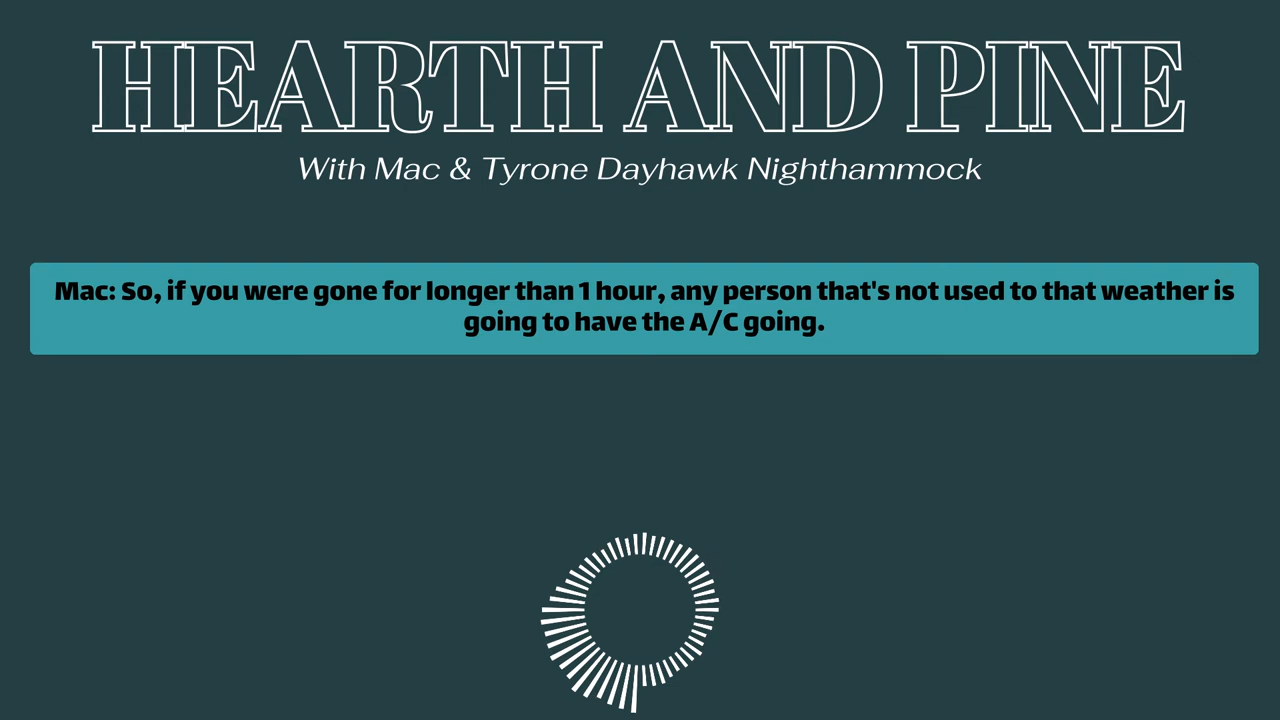 HEARTH AND PINE
With Mac & Tyrone Dayhawk Nighthammock
Mac: So, if you were gone for longer than 1 hour, any person that's not used to that weather is
going to have the A/C going.